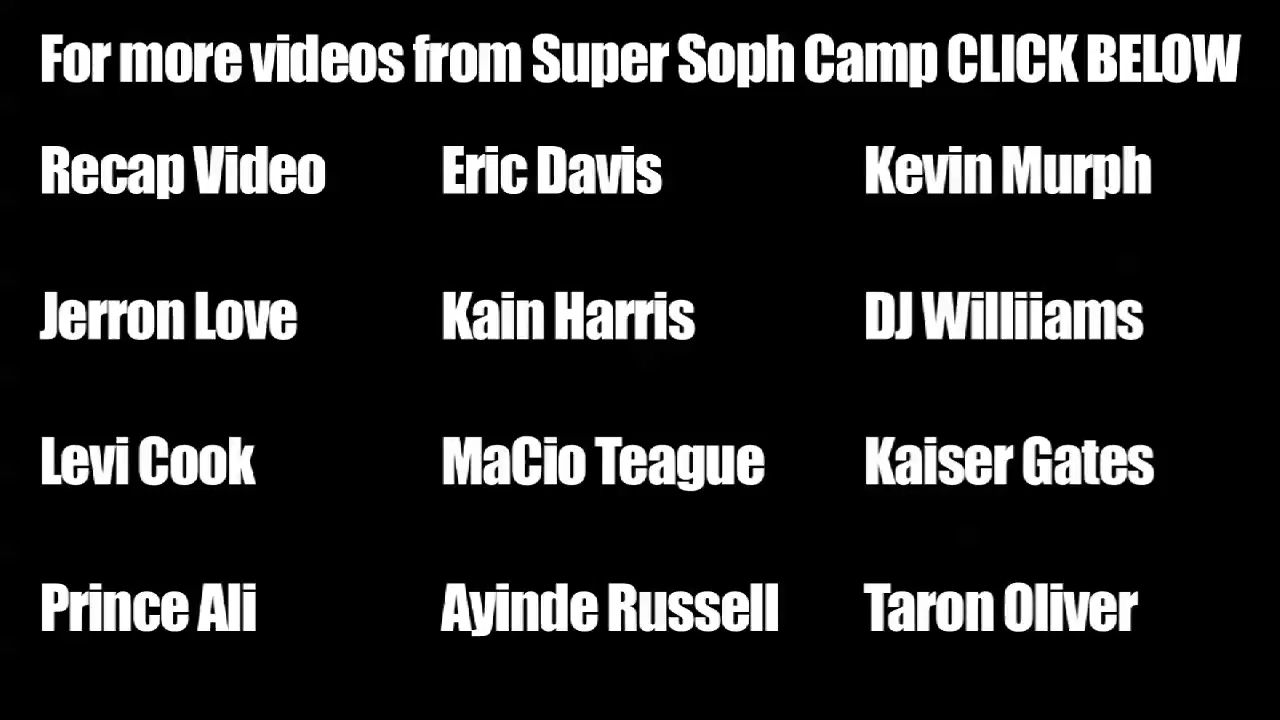 For more videos from Super Soph Camp CLICK BELOW
Recap Video Eric Davis Kevin Murph
Jerron Love Kain Harris DJ Williiams
Levi Cook MaCio Teague Kaiser Gates
Prince Ali Ayinde Russell Taron Oliver